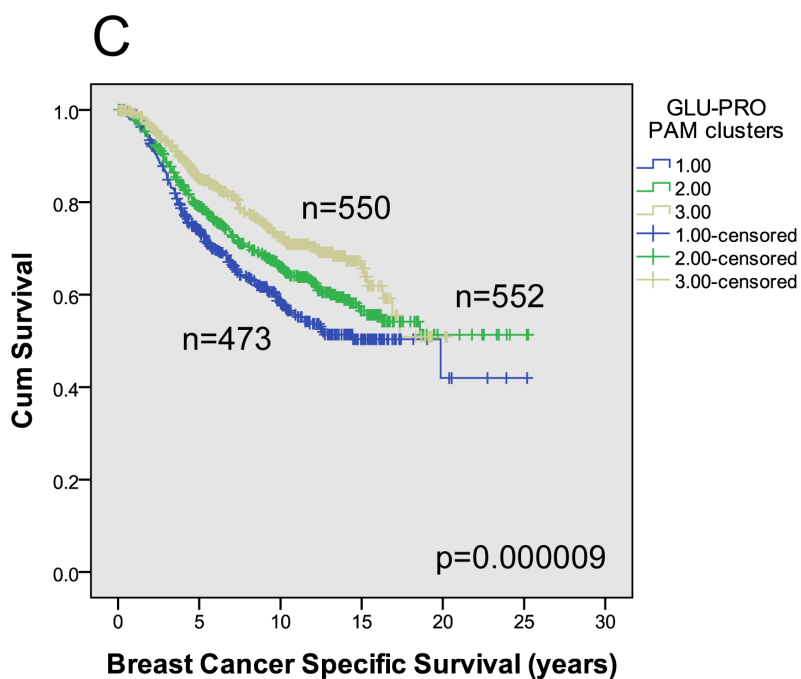 C
GLU-PRO
PAM clusters
1.00
2.00
3.00
1.00-censored
2.00-censored
3.00-censored
1.0
0.8
0.6
0.4
0.2
0.0
Cum Survival
n=550
n=552
n=473
p=0.000009
0 5 10 15 20 25 30
Breast Cancer Specific Survival (years)